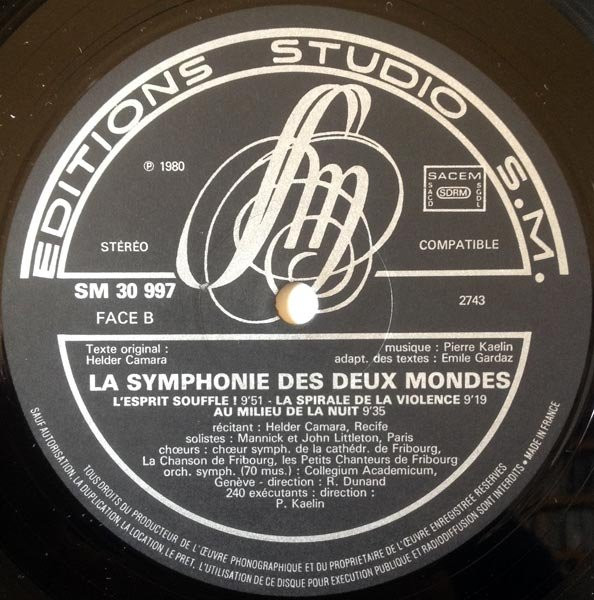 EDITIONS STUDIO S.M.
Sm
℗ 1980
SACEM
SACD
SDRM
SGDL
STÉRÉO
COMPATIBLE
SM 30 997
2743
FACE B
Texte original :
Helder Camara
musique : Pierre Kaelin
adapt. des textes : Emile Gardaz
LA SYMPHONIE DES DEUX MONDES
L'ESPRIT SOUFFLE ! 9'51 - LA SPIRALE DE LA VIOLENCE 9'19
AU MILIEU DE LA NUIT 9'35
récitant : Helder Camara, Recife
solistes : Mannick et John Littleton, Paris
chœurs : chœur symph. de la cathédr. de Fribourg,
La Chanson de Fribourg, les Petits Chanteurs de Fribourg
orch. symph. (70 mus.) : Collegium Academicum,
Genève - direction : R. Dunand
240 exécutants : direction :
P. Kaelin
TOUS DROITS DU PRODUCTEUR DE L'ŒUVRE PHONOGRAPHIQUE ET DU PROPRIETAIRE DE L'ŒUVRE ENREGISTREE RESERVES
SAUF AUTORISATION, LA DUPLICATION, LA LOCATION, LE PRET, L'UTILISATION DE CE DISQUE POUR EXECUTION PUBLIQUE ET RADIODIFFUSION SONT INTERDITS • MADE IN FRANCE